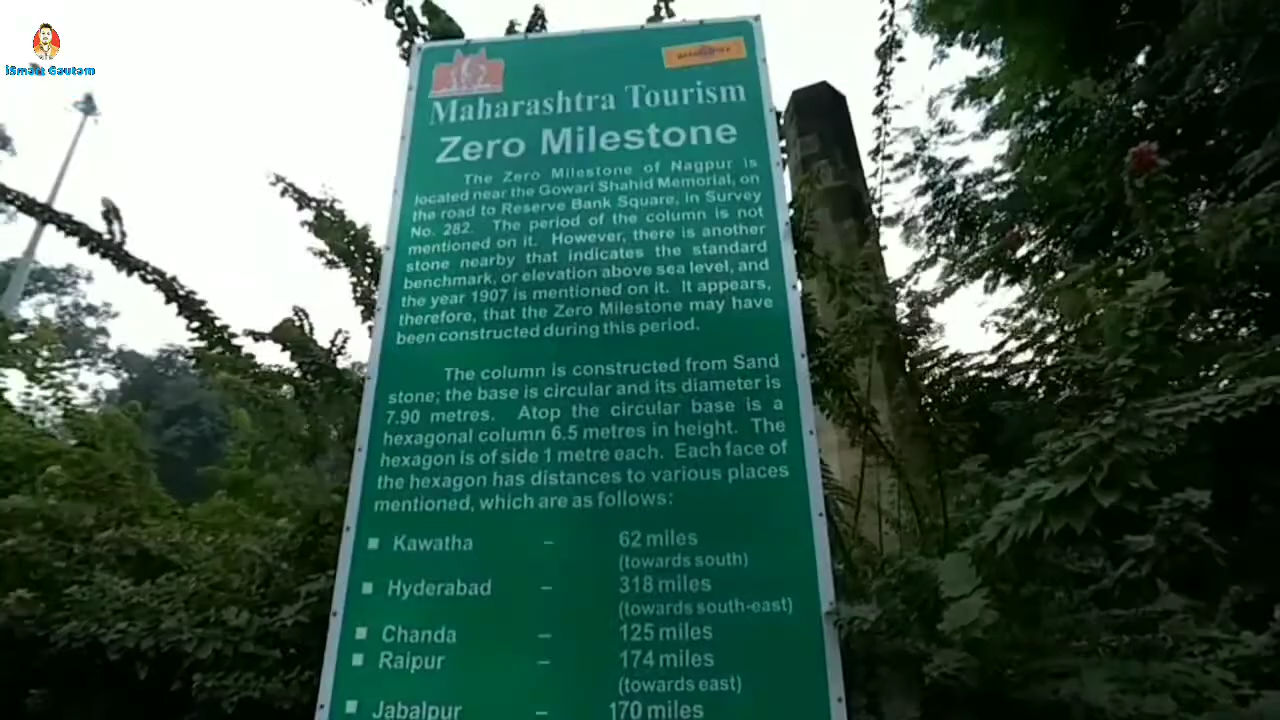 iSmart Gautam
Maharashtra Tourism
Zero Milestone
The Zero Milestone of Nagpur is
located near the Gowari Shahid Memorial, on
the road to Reserve Bank Square, in Survey
No. 282. The period of the column is not
mentioned on it. However, there is another
stone nearby that indicates the standard
benchmark, or elevation above sea level, and
the year 1907 is mentioned on it. It appears,
therefore, that the Zero Milestone may have
been constructed during this period.
The column is constructed from Sand
stone; the base is circular and its diameter is
7.90 metres. Atop the circular base is a
hexagonal column 6.5 metres in height. The
hexagon is of side 1 metre each. Each face of
the hexagon has distances to various places
mentioned, which are as follows:
▪ Kawatha – 62 miles
(towards south)
▪ Hyderabad – 318 miles
(towards south-east)
▪ Chanda – 125 miles
▪ Raipur – 174 miles
(towards east)
▪ Jabalpur – 170 miles